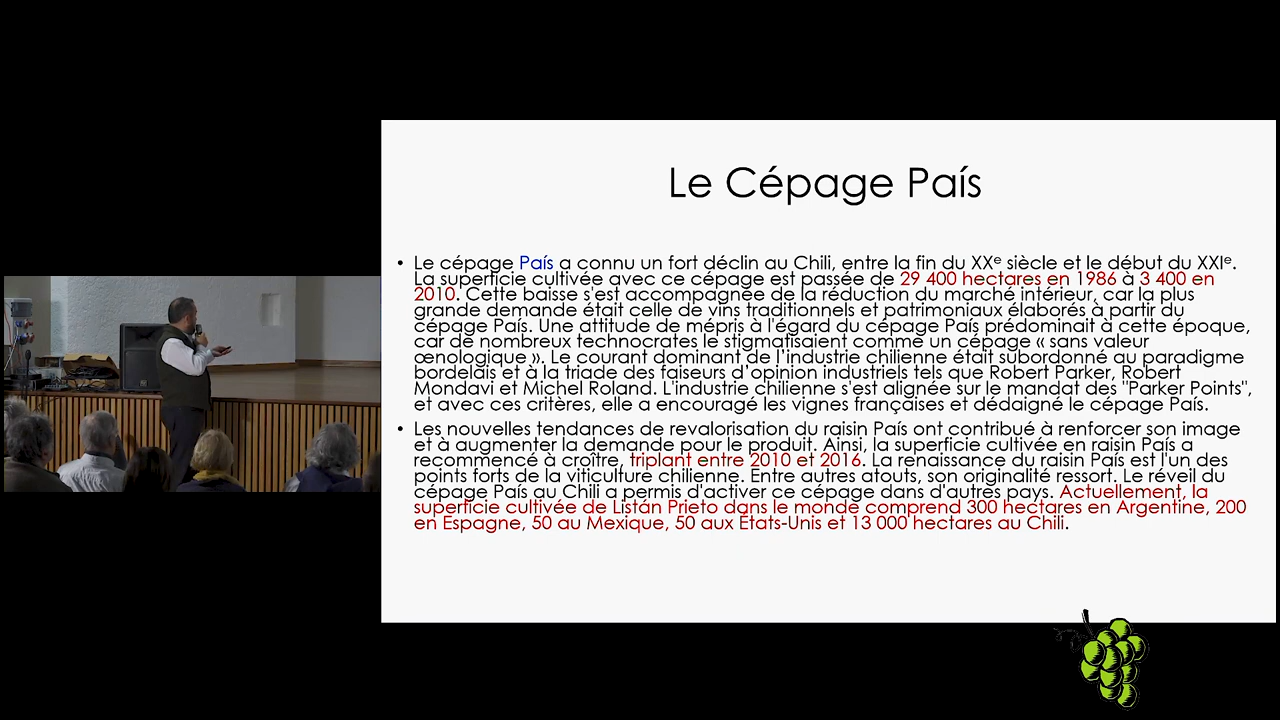 Le Cépage País
• Le cépage País a connu un fort déclin au Chili, entre la fin du XXᵉ siècle et le début du XXIᵉ.
La superficie cultivée avec ce cépage est passée de 29 400 hectares en 1986 à 3 400 en
2010. Cette baisse s'est accompagnée de la réduction du marché intérieur, car la plus
grande demande était celle de vins traditionnels et patrimoniaux élaborés à partir du
cépage País. Une attitude de mépris à l'égard du cépage País prédominait à cette époque,
car de nombreux technocrates le stigmatisaient comme un cépage « sans valeur
œnologique ». Le courant dominant de l’industrie chilienne était subordonné au paradigme
bordelais et à la triade des faiseurs d’opinion industriels tels que Robert Parker, Robert
Mondavi et Michel Roland. L'industrie chilienne s'est alignée sur le mandat des "Parker Points",
et avec ces critères, elle a encouragé les vignes françaises et dédaigné le cépage País.
• Les nouvelles tendances de revalorisation du raisin País ont contribué à renforcer son image
et à augmenter la demande pour le produit. Ainsi, la superficie cultivée en raisin País a
recommencé à croître, triplant entre 2010 et 2016. La renaissance du raisin País est l'un des
points forts de la viticulture chilienne. Entre autres atouts, son originalité ressort. Le réveil du
cépage País au Chili a permis d'activer ce cépage dans d'autres pays. Actuellement, la
superficie cultivée de Listán Prieto dans le monde comprend 300 hectares en Argentine, 200
en Espagne, 50 au Mexique, 50 aux États-Unis et 13 000 hectares au Chili.